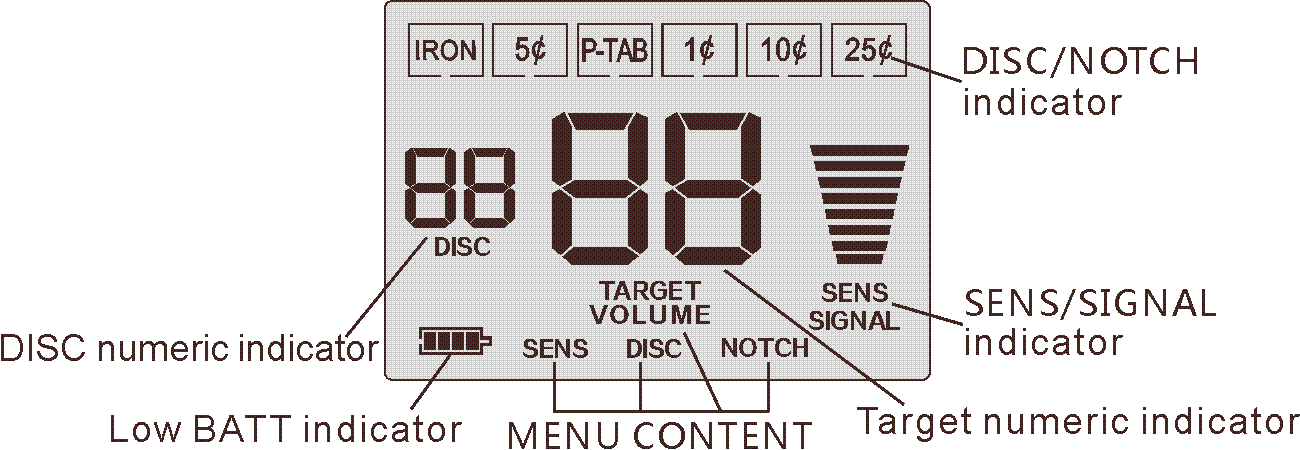 IRON 5¢ P-TAB 1¢ 10¢ 25¢
DISC/NOTCH
indicator
88
DISC
88
TARGET
VOLUME
SENS
SIGNAL
SENS/SIGNAL
indicator
DISC numeric indicator
SENS DISC NOTCH
Low BATT indicator
MENU CONTENT
Target numeric indicator